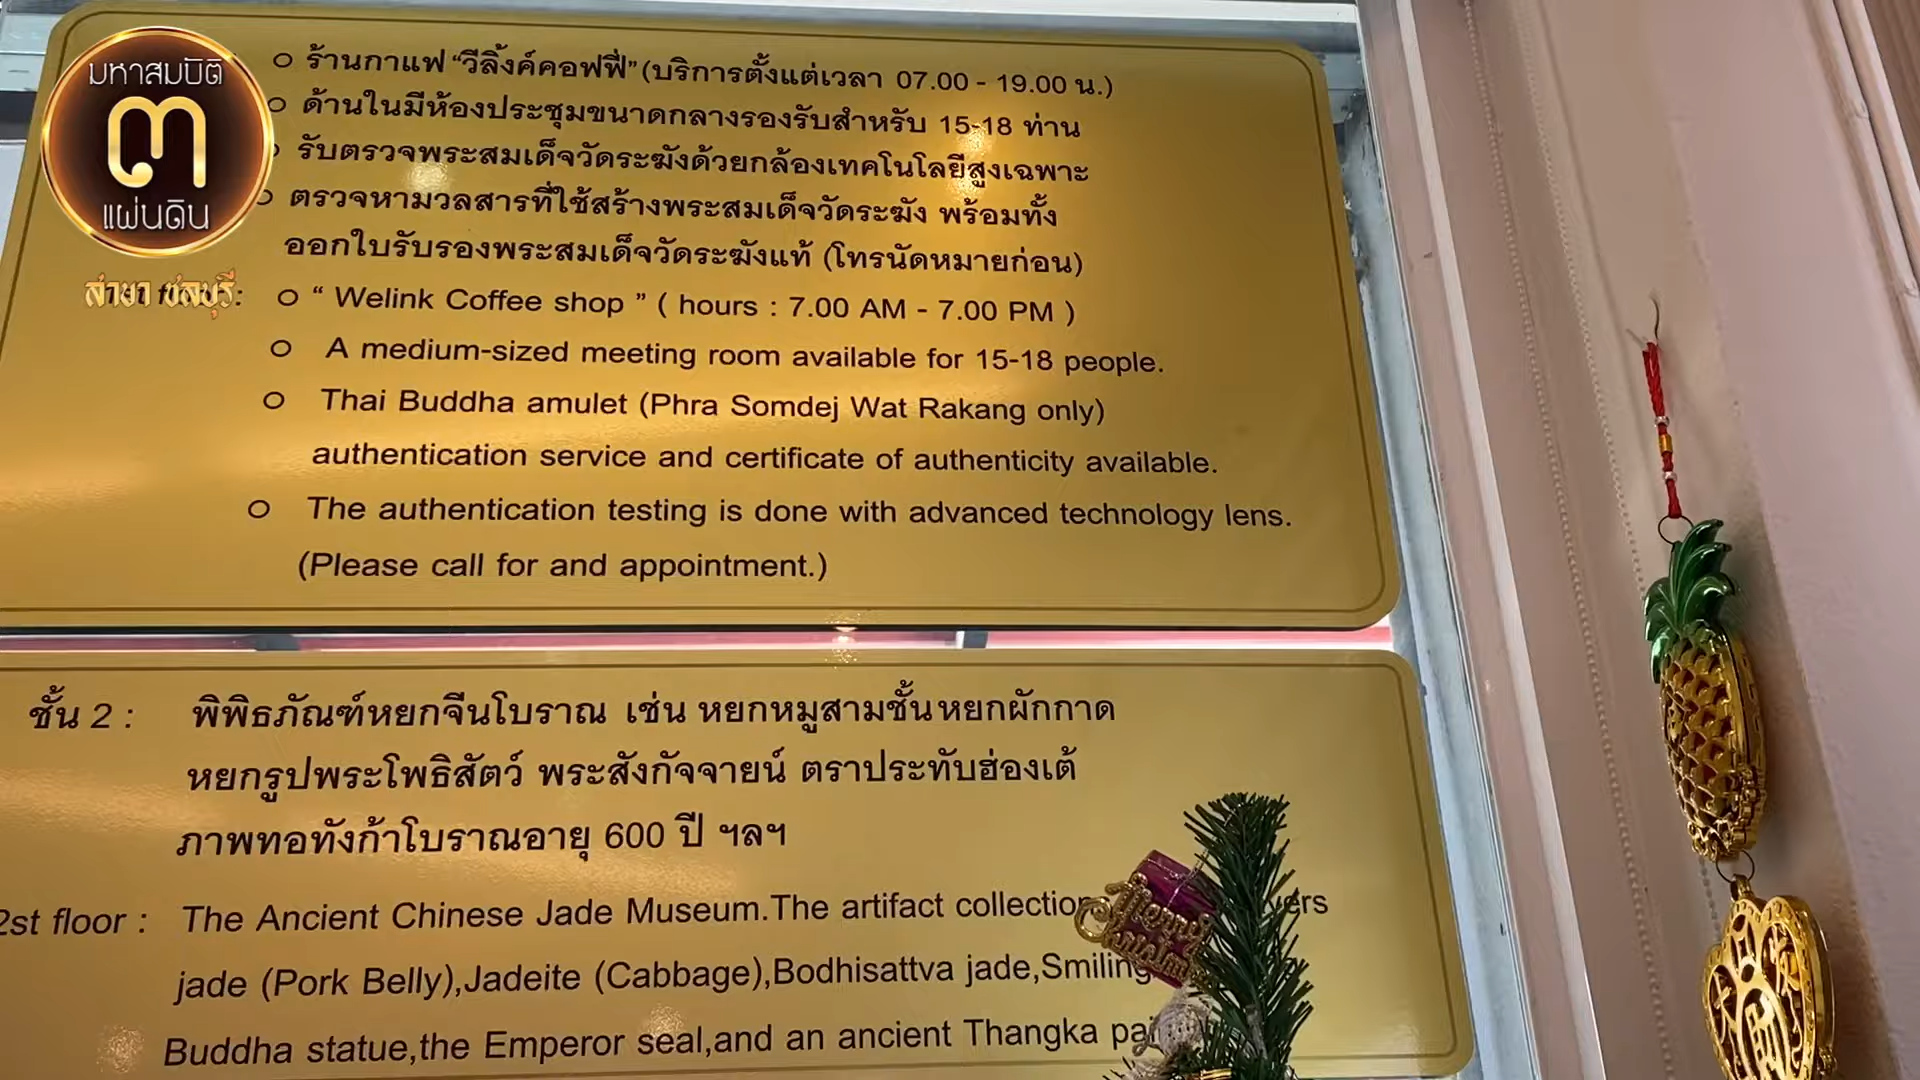 มหาสมบัติ
๓
แผ่นดิน
ลำยา ชลบุรี
ร้านกาแฟ “วีลิ้งค์คอฟฟี่” (บริการตั้งแต่เวลา 07.00 - 19.00 น.)
ด้านในมีห้องประชุมขนาดกลางรองรับสำหรับ 15-18 ท่าน
รับตรวจพระสมเด็จวัดระฆังด้วยกล้องเทคโนโลยีสูงเฉพาะ
ตรวจหามวลสารที่ใช้สร้างพระสมเด็จวัดระฆัง พร้อมทั้ง
ออกใบรับรองพระสมเด็จวัดระฆังแท้ (โทรนัดหมายก่อน)
“ Welink Coffee shop ” ( hours : 7.00 AM - 7.00 PM )
A medium-sized meeting room available for 15-18 people.
Thai Buddha amulet (Phra Somdej Wat Rakang only)
authentication service and certificate of authenticity available.
The authentication testing is done with advanced technology lens.
(Please call for and appointment.)
ชั้น 2 : พิพิธภัณฑ์หยกจีนโบราณ เช่น หยกหมูสามชั้นหยกผักกาด
หยกรูปพระโพธิสัตว์ พระสังกัจจายน์ ตราประทับฮ่องเต้
ภาพทอทังก้าโบราณอายุ 600 ปี ฯลฯ
2st floor : The Ancient Chinese Jade Museum.The artifact collection
jade (Pork Belly),Jadeite (Cabbage),Bodhisattva jade,Smiling
Buddha statue,the Emperor seal,and an ancient Thangka
Merry
Christmas